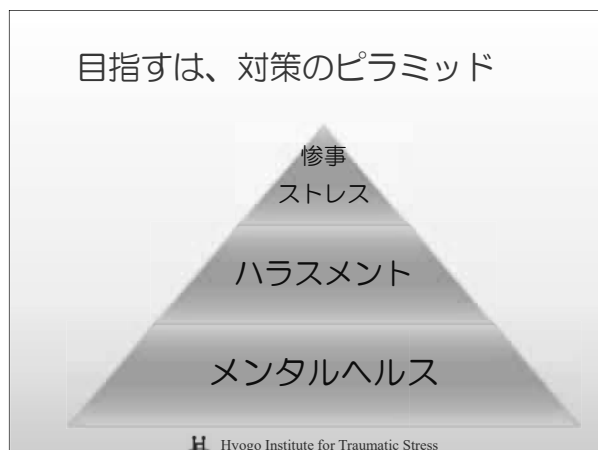 目指すは、対策のピラミッド
惨事
ストレス
ハラスメント
メンタルヘルス
Hyogo Institute for Traumatic Stress